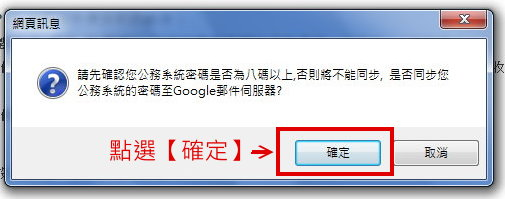 網頁訊息
請先確認您公務系統密碼是否為八碼以上,否則將不能同步, 是否同步您
公務系統的密碼至Google郵件伺服器?
收
點選【確定】→ 確定 取消